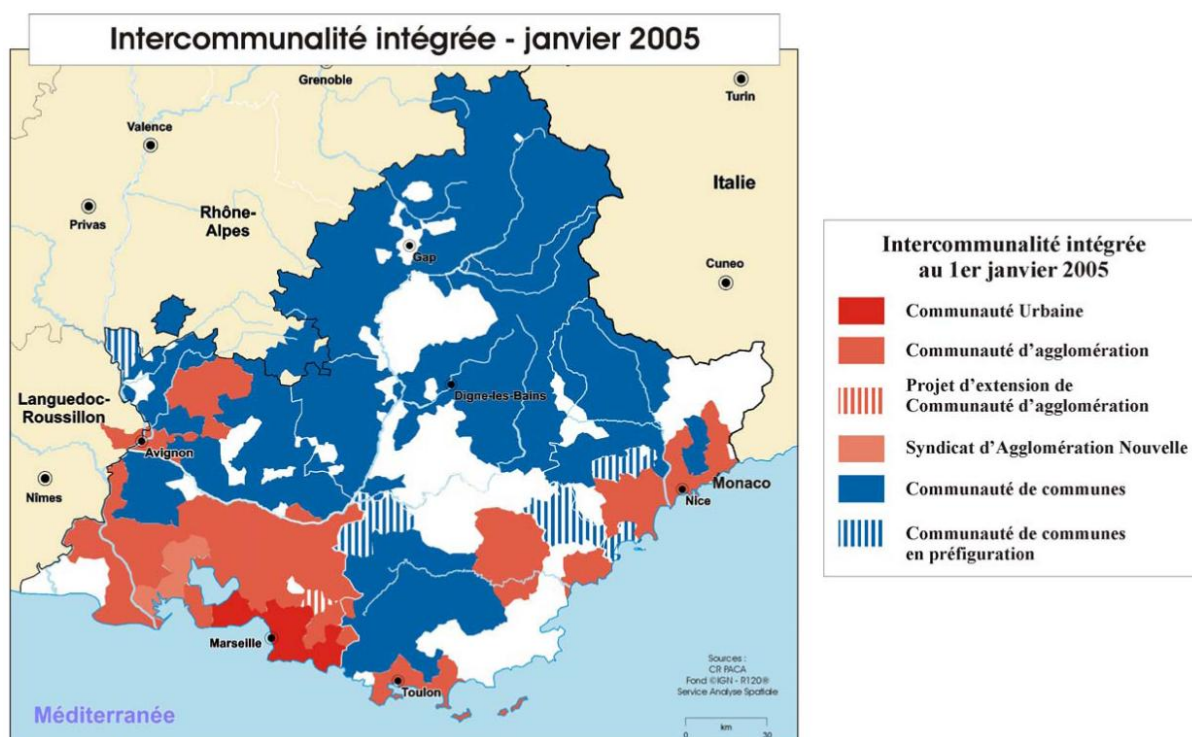 Intercommunalité intégrée - janvier 2005
Grenoble
Turin
Valence
Privas
Rhône-
Alpes
Italie
Gap
Cuneo
Digne-les-Bains
Languedoc-
Roussillon
Avignon
Nîmes
Monaco
Nice
Marseille
Toulon
Méditerranée
Sources :
CR PACA
Fond ©IGN - R120®
Service Analyse Spatiale
0
km
30
Intercommunalité intégrée
au 1er janvier 2005
Communauté Urbaine
Communauté d'agglomération
Projet d'extension de
Communauté d'agglomération
Syndicat d'Agglomération Nouvelle
Communauté de communes
Communauté de communes
en préfiguration